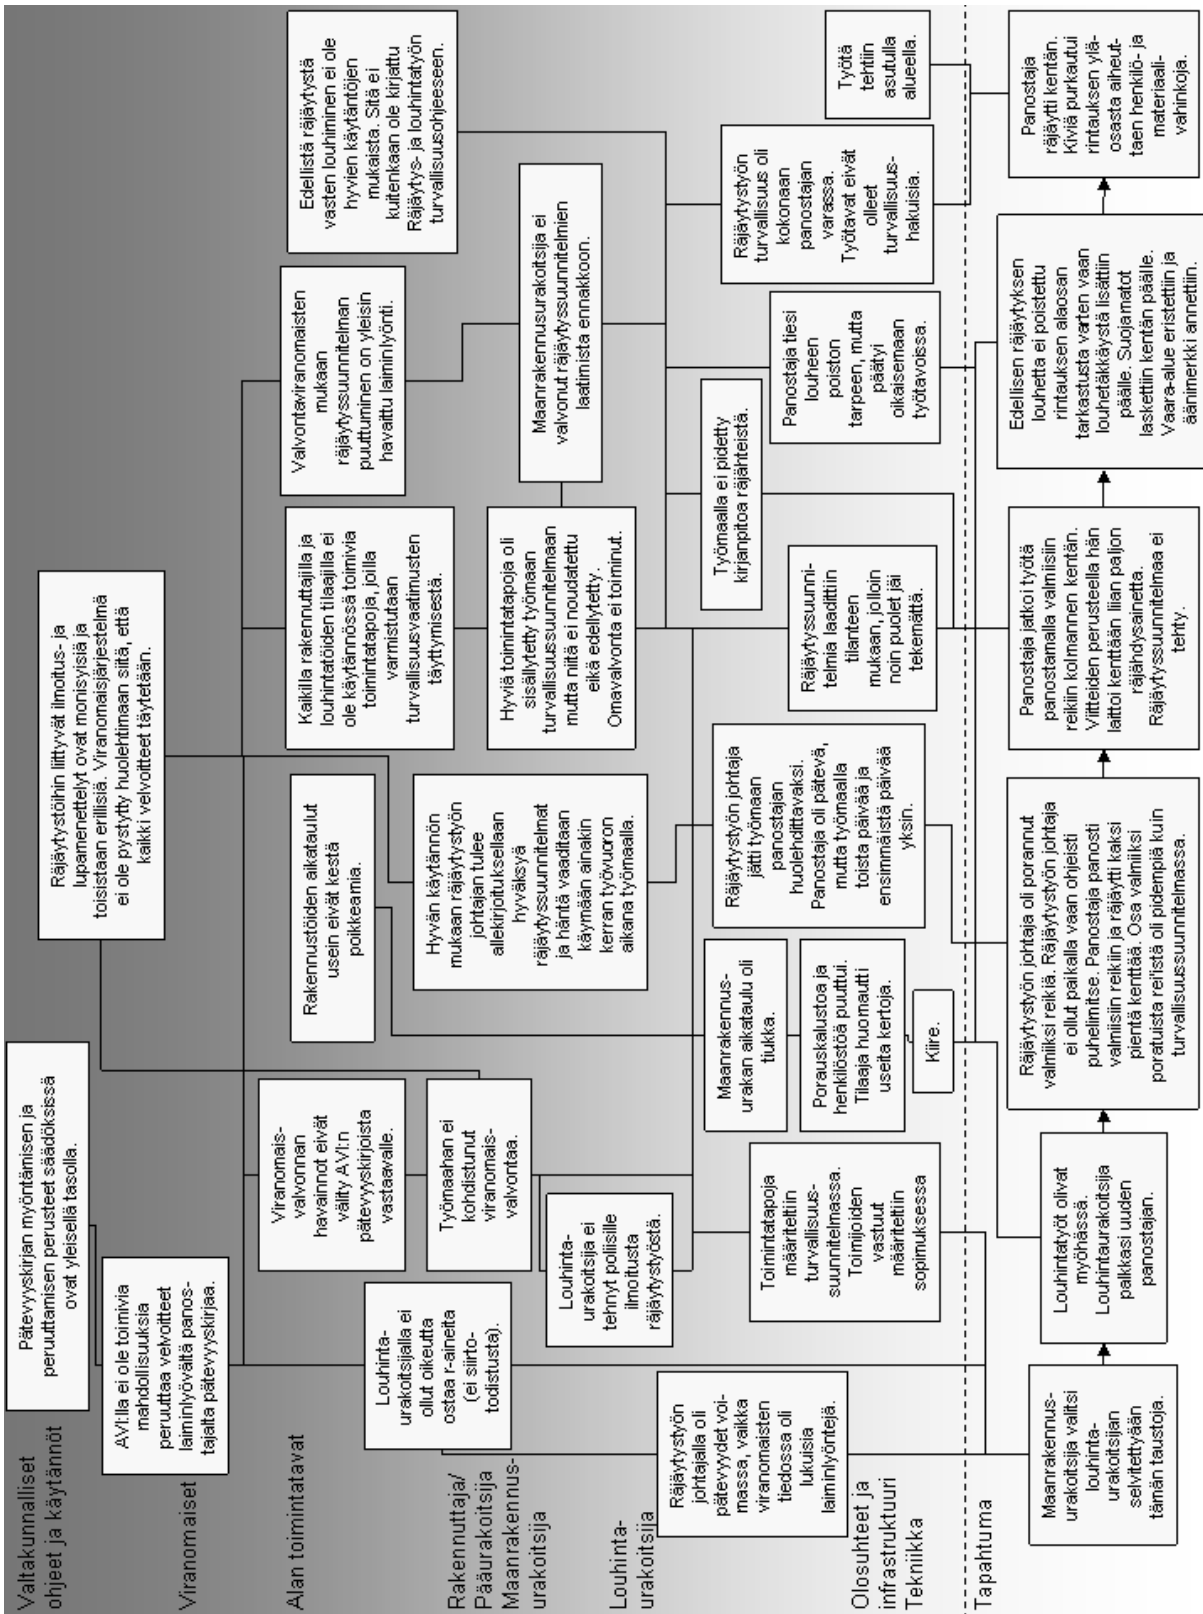 Valtakunnalliset
ohjeet ja käytännöt
Pätevyyskirjan myöntämisen ja
peruuttamisen perusteet säädöksissä
ovat yleisellä tasolla.
Räjäytystöihin liittyvät ilmoitus- ja
lupamenettelyt ovat monisyisiä ja
toisistaan erillisiä. Viranomaisjärjestelmä
ei ole pystytty huolehtimaan siitä, että
kaikki velvoitteet täytetään.
Viranomaiset
AVI:lla ei ole toimivia
mahdollisuuksia
peruuttaa velvoitteet
laiminlyövältä panos-
tajalta pätevyyskirjaa.
Alan toimintatavat
Viranomais-
valvonnan
havainnot eivät
välity AVI:n
pätevyyskirjoista
vastaavalle.
Rakennustöiden aikataulut
usein eivät kestä
poikkeamia.
Kaikilla rakennuttajilla ja
louhintatöiden tilaajilla ei
ole käytännössä toimivia
toimintatapoja, joilla
varmistutaan
turvallisuusvaatimusten
täyttymisestä.
Valvontaviranomaisten
mukaan
räjäytyssuunnitelman
puuttuminen on yleisin
havaittu laiminlyönti.
Edellistä räjäytystä
vasten louhiminen ei ole
hyvien käytäntöjen
mukaista. Sitä ei
kuitenkaan ole kirjattu
Räjäytys- ja louhintatyön
turvallisuusohjeeseen.
Rakennuttaja/
Pääurakoitsija
Maanrakennus-
urakoitsija
Louhinta-
urakoitsijalla ei
ollut oikeutta
ostaa r-aineita
(ei siirto-
todistusta).
Työmaahan ei
kohdistunut
viranomais-
valvontaa.
Hyvän käytännön
mukaan räjäytystyön
johtajan tulee
allekirjoituksellaan
hyväksyä
räjäytyssuunnitelmat
ja häntä vaaditaan
käymään ainakin
kerran työvuoron
aikana työmaalla.
Hyviä toimintatapoja oli
sisällytetty työmaan
turvallisuussuunnitelmaan
mutta niitä ei noudatettu
eikä edellytetty.
Omavalvonta ei toiminut.
Maanrakennusurakoitsija ei
valvonut räjäytyssuunnitelmien
laatimista ennakkoon.
Louhinta-
urakoitsija
Louhinta-
urakoitsija ei
tehnyt poliisille
ilmoitusta
räjäytystyöstä.
Räjäytystyön
johtajalla oli
pätevyydet voi-
massa, vaikka
viranomaisten
tiedossa oli
lukuisia
laiminlyöntejä.
Maanrakennus-
urakan aikataulu oli
tiukka.
Työmaalla ei pidetty
kirjanpitoa räjähteistä.
Toimintatapoja
määritettiin
turvallisuus-
suunnitelmassa.
Toimijoiden
vastuut
määritettiin
sopimuksessa
Porauskalustoa ja
henkilöstöä puuttui.
Tilaaja huomautti
useita kertoja.
Kiire.
Räjäytystyön johtaja
jätti työmaan
panostajan
huolehdittavaksi.
Panostaja oli pätevä,
mutta työmaalla
toista päivää ja
ensimmäistä päivää
yksin.
Räjäytyssuunni-
telmia laadittiin
tilanteen
mukaan, jolloin
noin puolet jäi
tekemättä.
Panostaja tiesi
louheen
poiston
tarpeen, mutta
päätyi
oikaisemaan
työtavoissa.
Räjäytystyön
turvallisuus oli
kokonaan
panostajan
varassa.
Työtavat eivät
olleet
turvallisuus-
hakuisia.
Työtä
tehtiin
asutulla
alueella.
Olosuhteet ja
infrastruktuuri
Tekniikka
Tapahtuma
Maanrakennus-
urakoitsija valitsi
louhinta-
urakoitsijan
selvitettyään
tämän taustoja.
Louhintatyöt olivat
myöhässä.
Louhintaurakoitsija
palkkasi uuden
panostajan.
Räjäytystyön johtaja oli poranut
valmiiksi reikiä. Räjäytystyön johtaja
ei ollut paikalla vaan ohjeisti
puhelimitse. Panostaja panosti
valmiisiin reikiin ja räjäytti kaksi
pientä kenttää. Osa valmiiksi
poratuista rei'istä oli pidempiä kuin
turvallisuussuunnitelmassa.
Panostaja jatkoi työtä
panostamalla valmiisiin
reikiin kolmannen kentän.
Viitteiden perusteella hän
laittoi kenttään liian paljon
räjähdysainetta.
Räjäytyssuunnitelmaa ei
tehty.
Edellisen räjäytyksen
louhetta ei poistettu
rintauksen alaosan
tarkastusta varten vaan
louhetäkkäystä lisättiin
päälle. Suojamatot
laskettiin kentän päälle.
Vaara-alue eristettiin ja
äänimerkki annettiin.
Panostaja
räjäytti kentän.
Kiviä purkautui
rintauksen ylä-
osasta aiheut-
taen henkilö- ja
materiaali-
vahinkoja.